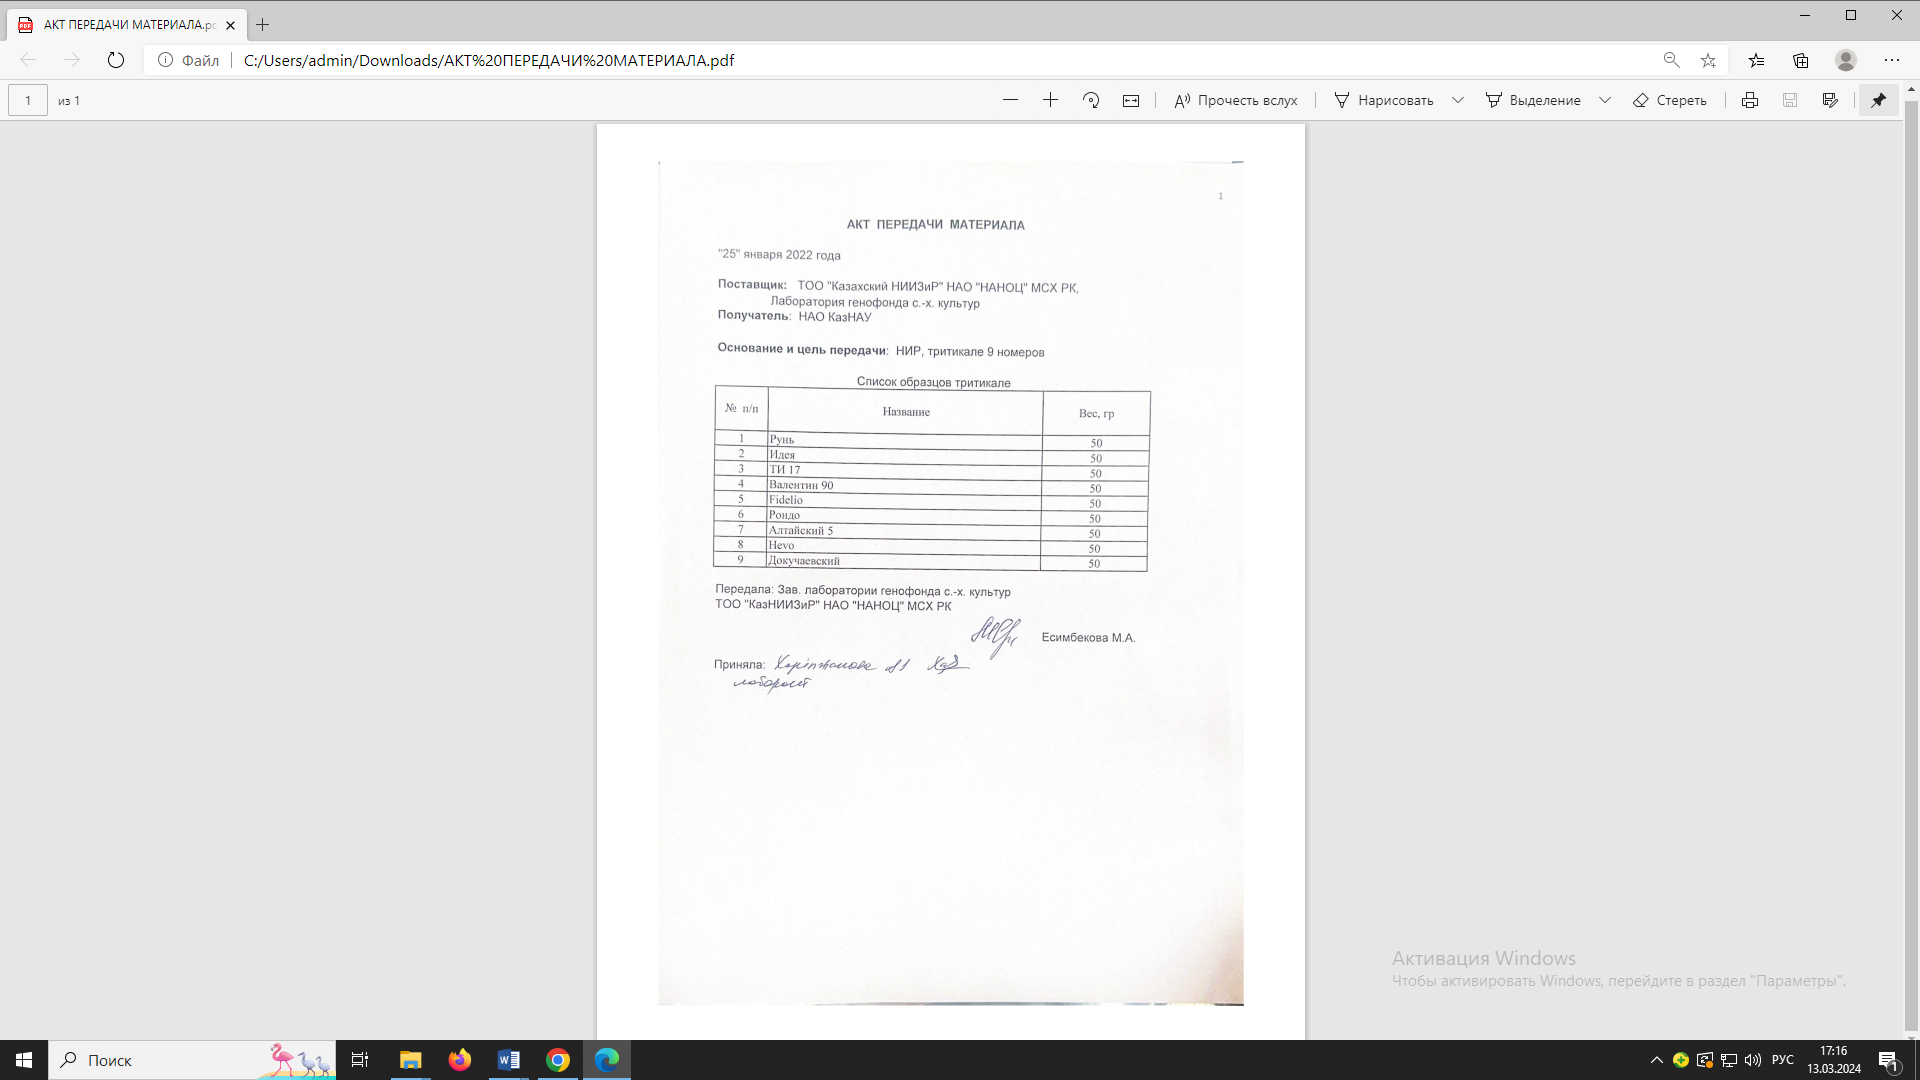 АКТ ПЕРЕДАЧИ МАТЕРИАЛА.pd
Файл C:/Users/admin/Downloads/АКТ%20ПЕРЕДАЧИ%20МАТЕРИАЛА.pdf
1 из 1 Прочесть вслух Нарисовать Выделение Стереть
1
АКТ ПЕРЕДАЧИ МАТЕРИАЛА
"25" января 2022 года
Поставщик: ТОО "Казахский НИИЗиР" НАО "НАНОЦ" МСХ РК,
Лаборатория генофонда с.-х. культур
Получатель: НАО КазНАУ
Основание и цель передачи: НИР, тритикале 9 номеров
Список образцов тритикале
№ п/п Название Вес, гр
1 Рунь 50
2 Идея 50
3 ТИ 17 50
4 Валентин 90 50
5 Fidelio 50
6 Рондо 50
7 Алтайский 5 50
8 Hevo 50
9 Докучаевский 50
Передала: Зав. лаборатории генофонда с.-х. культур
ТОО "КазНИИЗиР" НАО "НАНОЦ" МСХ РК
Есимбекова М.А.
Приняла:
лаборант
Активация Windows
Чтобы активировать Windows, перейдите в раздел "Параметры".
Поиск
РУС 17:16
13.03.2024
1